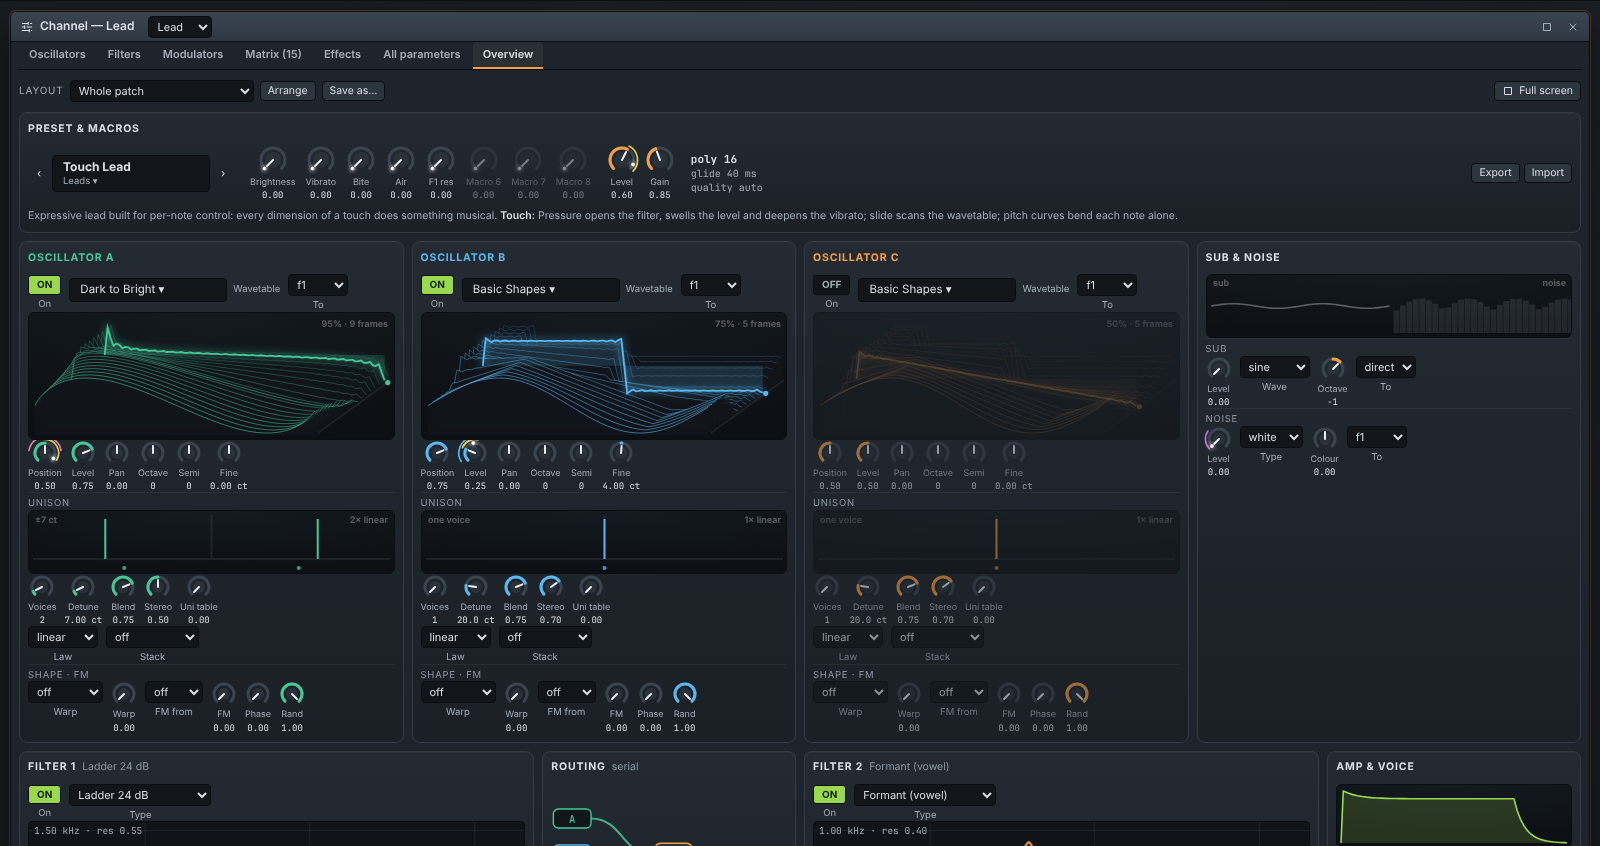 Channel — Lead Lead
Oscillators Filters Modulators Matrix (15) Effects All parameters Overview
LAYOUT Whole patch Arrange Save as... Full screen
PRESET & MACROS
Touch Lead
Leads ▾
Brightness Vibrato Bite Air F1 res Macro 6 Macro 7 Macro 8 Level Gain
0.00 0.00 0.00 0.00 0.00 0.00 0.00 0.00 0.60 0.85
poly 16
glide 40 ms
quality auto
Export Import
Expressive lead built for per-note control: every dimension of a touch does something musical. Touch: Pressure opens the filter, swells the level and deepens the vibrato; slide scans the wavetable; pitch curves bend each note alone.
OSCILLATOR A
ON Dark to Bright ▾ Wavetable f1
On To
95% · 9 frames
Position Level Pan Octave Semi Fine
0.50 0.75 0.00 0 0 0.00 ct
UNISON
±7 ct 2× linear
Voices Detune Blend Stereo Uni table
2 7.00 ct 0.75 0.50 0.00
linear off
Law Stack
SHAPE · FM
off off
Warp Warp FM from FM Phase Rand
0.00 0.00 0.00 1.00
OSCILLATOR B
ON Basic Shapes ▾ Wavetable f1
On To
75% · 5 frames
Position Level Pan Octave Semi Fine
0.75 0.25 0.00 0 0 4.00 ct
UNISON
one voice 1× linear
Voices Detune Blend Stereo Uni table
1 20.0 ct 0.75 0.70 0.00
linear off
Law Stack
SHAPE · FM
off off
Warp Warp FM from FM Phase Rand
0.00 0.00 0.00 1.00
OSCILLATOR C
OFF Basic Shapes ▾ Wavetable f1
On To
50% · 5 frames
Position Level Pan Octave Semi Fine
0.50 0.50 0.00 0 0 0.00 ct
UNISON
one voice 1× linear
Voices Detune Blend Stereo Uni table
1 20.0 ct 0.75 0.70 0.00
linear off
Law Stack
SHAPE · FM
off off
Warp Warp FM from FM Phase Rand
0.00 0.00 0.00 1.00
SUB & NOISE
sub noise
SUB
sine direct
Level Wave Octave To
0.00 -1
NOISE
white f1
Level Type Colour To
0.00 0.00
FILTER 1 Ladder 24 dB
ON Ladder 24 dB
On Type
1.50 kHz · res 0.55
ROUTING serial
A
FILTER 2 Formant (vowel)
ON Formant (vowel)
On Type
1.00 kHz · res 0.40
AMP & VOICE